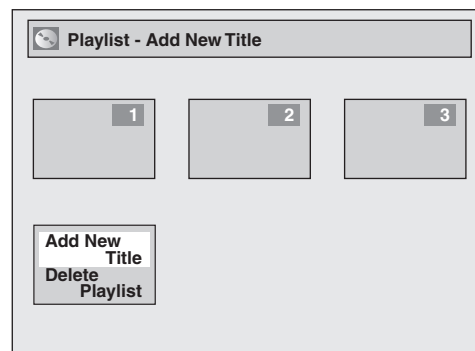 Playlist - Add New Title
1
2
3
Add New
Title
Delete
Playlist